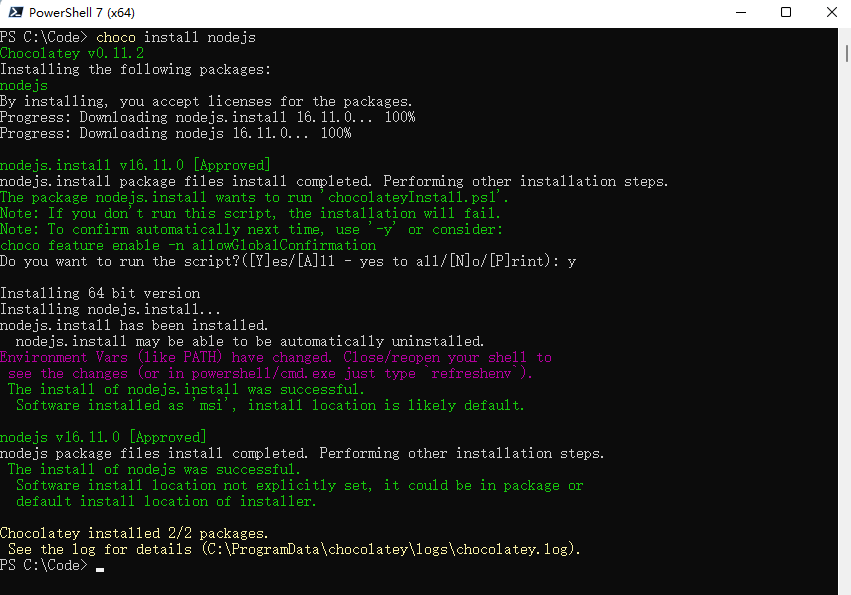 PowerShell 7 (x64)
PS C:\Code> choco install nodejs
Chocolatey v0.11.2
Installing the following packages:
nodejs
By installing, you accept licenses for the packages.
Progress: Downloading nodejs.install 16.11.0... 100%
Progress: Downloading nodejs 16.11.0... 100%
nodejs.install v16.11.0 [Approved]
nodejs.install package files install completed. Performing other installation steps.
The package nodejs.install wants to run 'chocolateyInstall.ps1'.
Note: If you don't run this script, the installation will fail.
Note: To confirm automatically next time, use '-y' or consider:
choco feature enable -n allowGlobalConfirmation
Do you want to run the script?([Y]es/[A]ll - yes to all/[N]o/[P]rint): y
Installing 64 bit version
Installing nodejs.install...
nodejs.install has been installed.
nodejs.install may be able to be automatically uninstalled.
Environment Vars (like PATH) have changed. Close/reopen your shell to
see the changes (or in powershell/cmd.exe just type `refreshenv`).
The install of nodejs.install was successful.
Software installed as 'msi', install location is likely default.
nodejs v16.11.0 [Approved]
nodejs package files install completed. Performing other installation steps.
The install of nodejs was successful.
Software install location not explicitly set, it could be in package or
default install location of installer.
Chocolatey installed 2/2 packages.
See the log for details (C:\ProgramData\chocolatey\logs\chocolatey.log).
PS C:\Code>